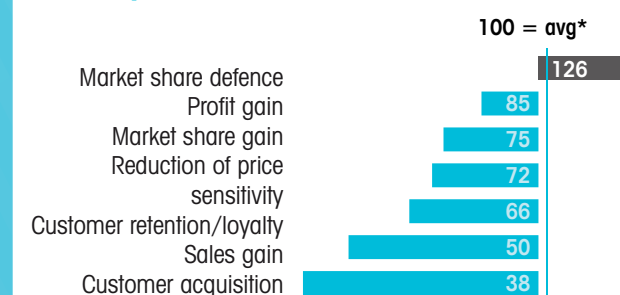 100 = avg*
Market share defence
126
Profit gain
85
Market share gain
75
Reduction of price
sensitivity
72
Customer retention/loyalty
66
Sales gain
50
Customer acquisition
38